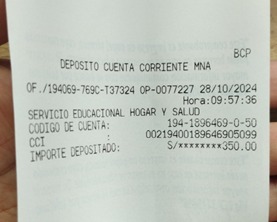 BCP
DEPOSITO CUENTA CORRIENTE MNA
OF./194069-769C-T37324 OP-0077227 28/10/2024
Hora:09:57:36
SERVICIO EDUCACIONAL HOGAR Y SALUD
CODIGO DE CUENTA: 194-1896469-0-50
CCI : 00219400189646905099
IMPORTE DEPOSITADO: S/********350.00